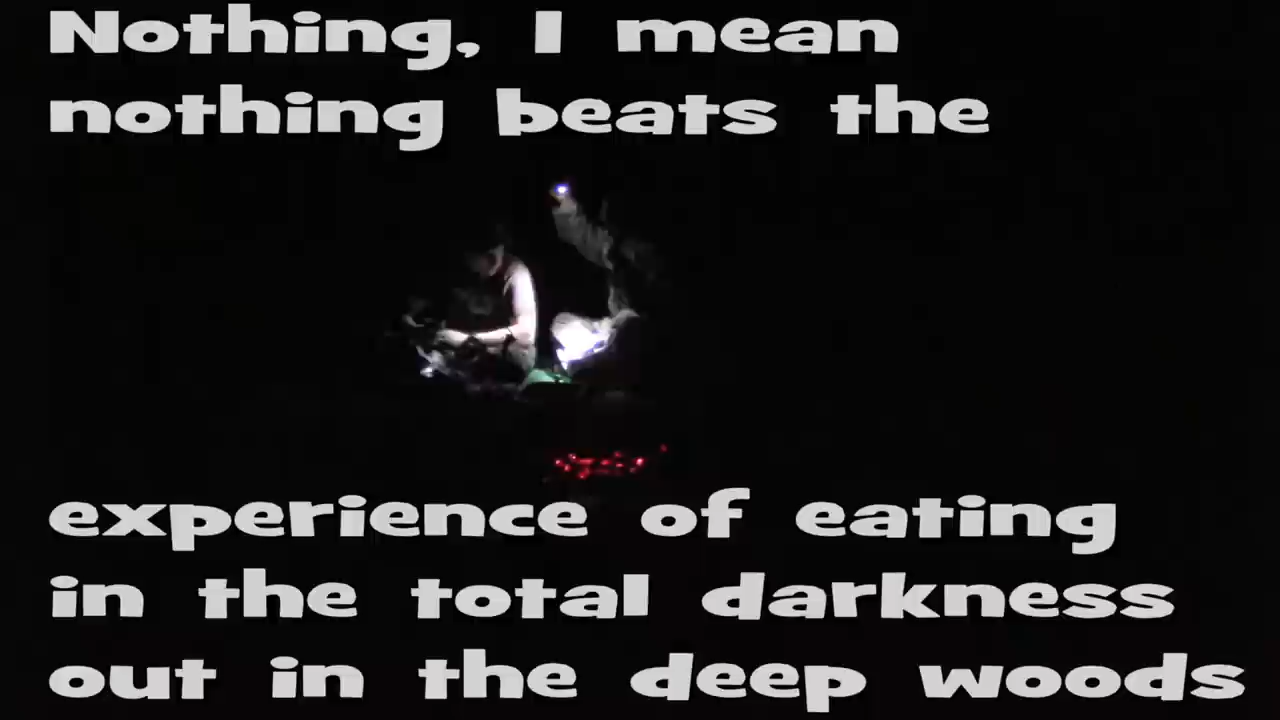 Nothing, I mean
nothing beats the
experience of eating
in the total darkness
out in the deep woods